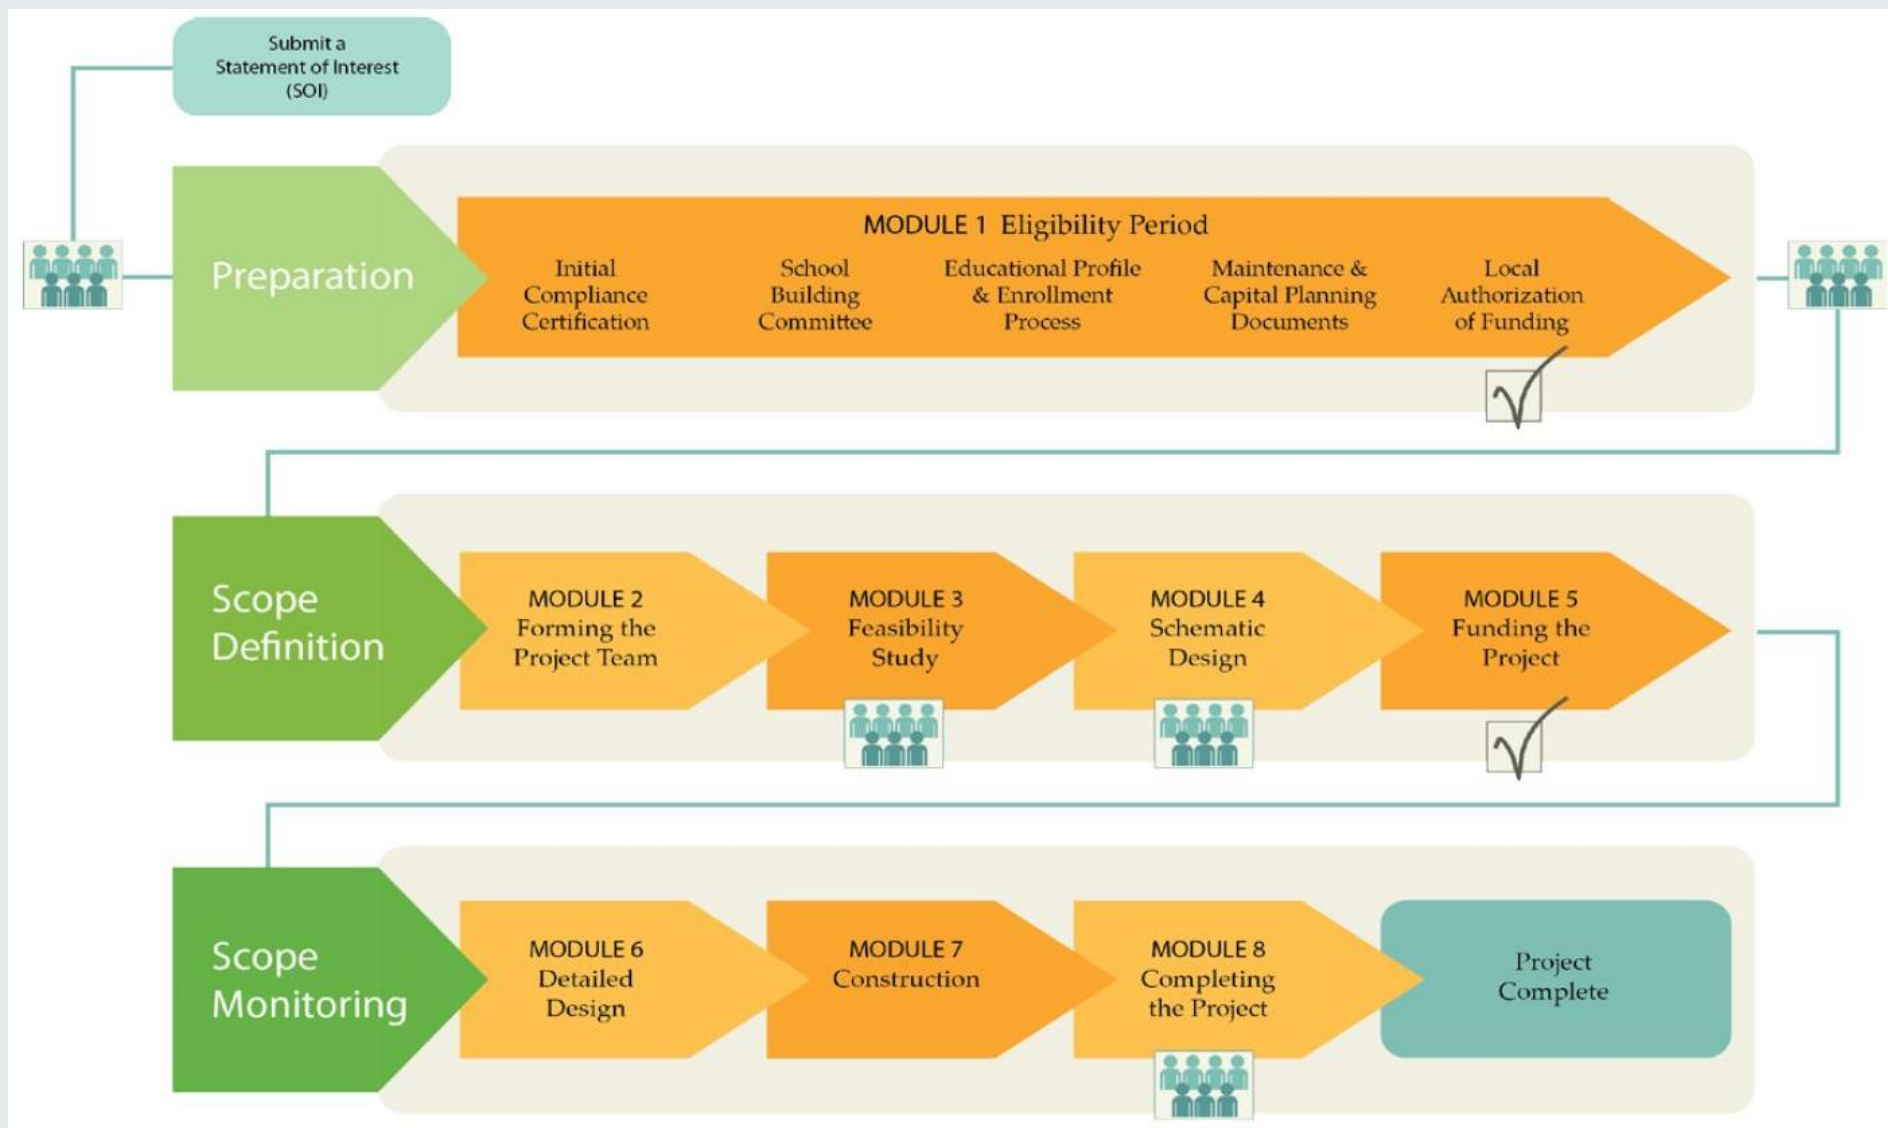 Submit a
Statement of Interest
(SOI)
Preparation
MODULE 1 Eligibility Period
Initial
Compliance
Certification
School
Building
Committee
Educational Profile
& Enrollment
Process
Maintenance &
Capital Planning
Documents
Local
Authorization
of Funding
Scope
Definition
MODULE 2
Forming the
Project Team
MODULE 3
Feasibility
Study
MODULE 4
Schematic
Design
MODULE 5
Funding the
Project
Scope
Monitoring
MODULE 6
Detailed
Design
MODULE 7
Construction
MODULE 8
Completing
the Project
Project
Complete